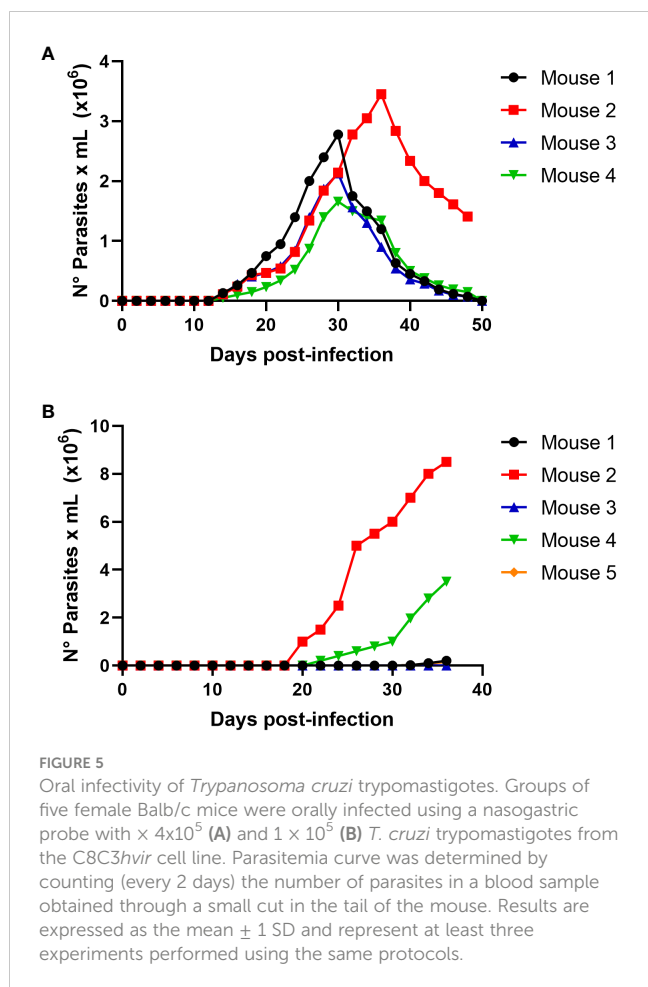 A
N° Parasites x mL (x10⁶)
4
3
2
1
0
0 10 20 30 40 50
Days post-infection
Mouse 1
Mouse 2
Mouse 3
Mouse 4
B
N° Parasites x mL (x10⁶)
10
8
6
4
2
0
0 10 20 30 40
Days post-infection
Mouse 1
Mouse 2
Mouse 3
Mouse 4
Mouse 5
FIGURE 5
Oral infectivity of Trypanosoma cruzi trypomastigotes. Groups of
five female Balb/c mice were orally infected using a nasogastric
probe with × 4x10⁵ (A) and 1 × 10⁵ (B) T. cruzi trypomastigotes from
the C8C3hvir cell line. Parasitemia curve was determined by
counting (every 2 days) the number of parasites in a blood sample
obtained through a small cut in the tail of the mouse. Results are
expressed as the mean ± 1 SD and represent at least three
experiments performed using the same protocols.